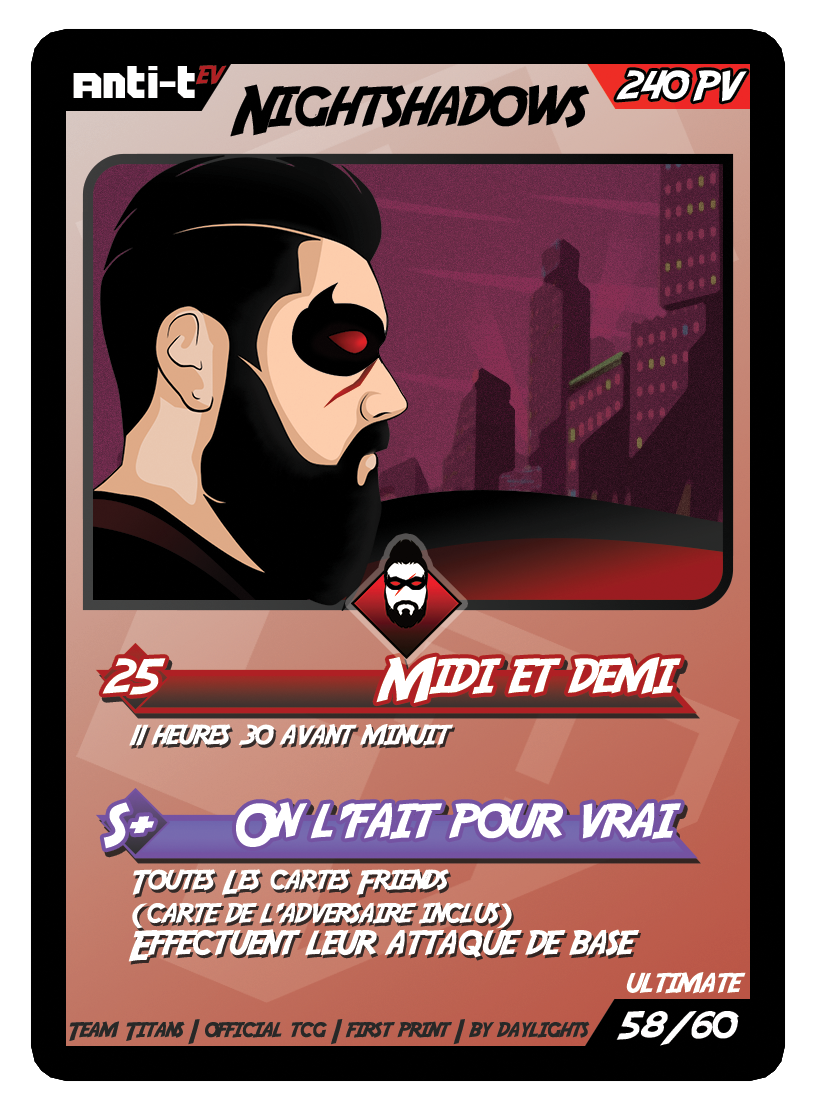 anti-t EV
NIGHTSHADOWS
240 PV
25
MIDI ET DEMI
11 HEURES 30 AVANT MINUIT
S+
ON L'FAIT POUR VRAI
TOUTES LES CARTES FRIENDS
(CARTE DE L'ADVERSAIRE INCLUS)
EFFECTUENT LEUR ATTAQUE DE BASE
ULTIMATE
TEAM TITANS | OFFICIAL TCG | FIRST PRINT | BY DAYLIGHTS
58/60